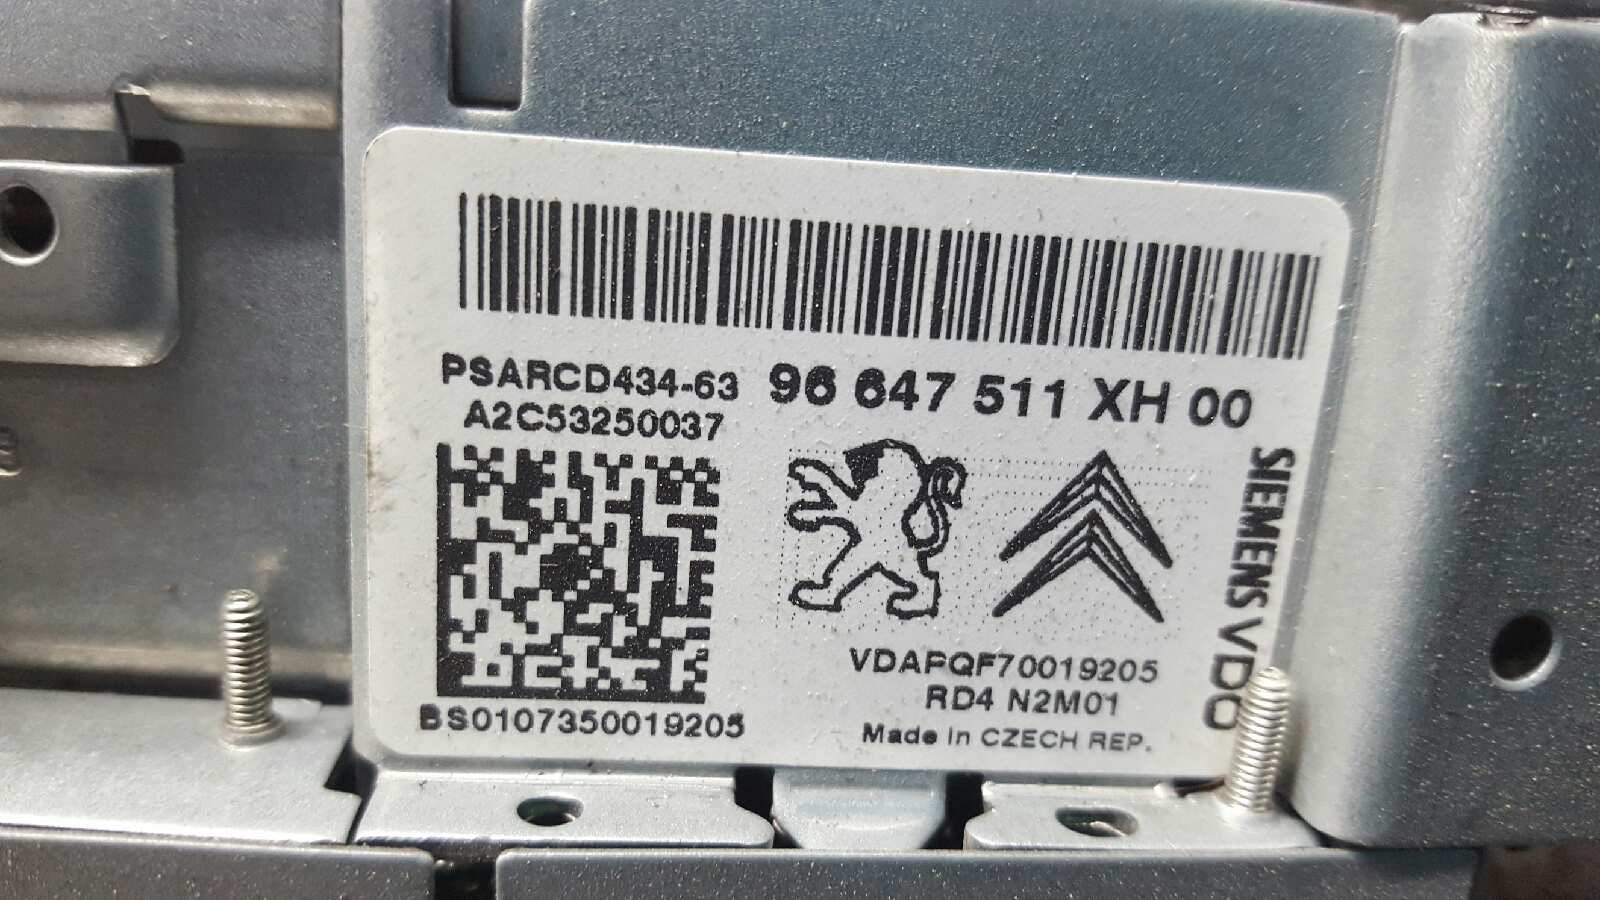 PSARCD434-63 96 647 511 XH 00
A2C53250037
SIEMENS VDO
VDAPQF70019205
RD4 N2M01
BS0107350019205
Made in CZECH REP.